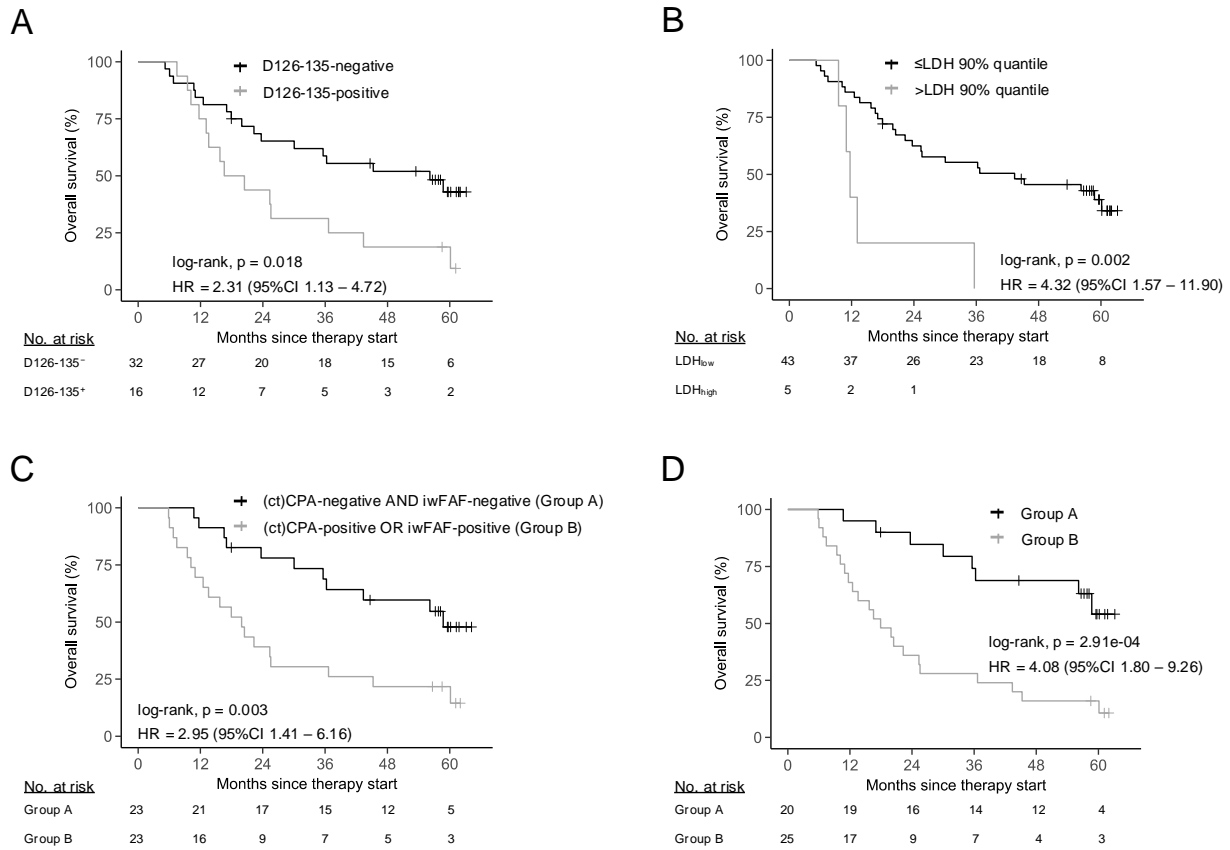 A
100
75
50
25
0
Overall survival (%)
D126-135-negative
D126-135-positive
log-rank, p = 0.018
HR = 2.31 (95%CI 1.13 – 4.72)
0 12 24 36 48 60
Months since therapy start
No. at risk
D126-135⁻ 32 27 20 18 15 6
D126-135⁺ 16 12 7 5 3 2
B
100
75
50
25
0
Overall survival (%)
≤LDH 90% quantile
>LDH 90% quantile
log-rank, p = 0.002
HR = 4.32 (95%CI 1.57 – 11.90)
0 12 24 36 48 60
Months since therapy start
No. at risk
LDHlow 43 37 26 23 18 8
LDHhigh 5 2 1
C
100
75
50
25
0
Overall survival (%)
(ct)CPA-negative AND iwFAF-negative (Group A)
(ct)CPA-positive OR iwFAF-positive (Group B)
log-rank, p = 0.003
HR = 2.95 (95%CI 1.41 – 6.16)
0 12 24 36 48 60
Months since therapy start
No. at risk
Group A 23 21 17 15 12 5
Group B 23 16 9 7 5 3
D
100
75
50
25
0
Overall survival (%)
Group A
Group B
log-rank, p = 2.91e-04
HR = 4.08 (95%CI 1.80 – 9.26)
0 12 24 36 48 60
Months since therapy start
No. at risk
Group A 20 19 16 14 12 4
Group B 25 17 9 7 4 3